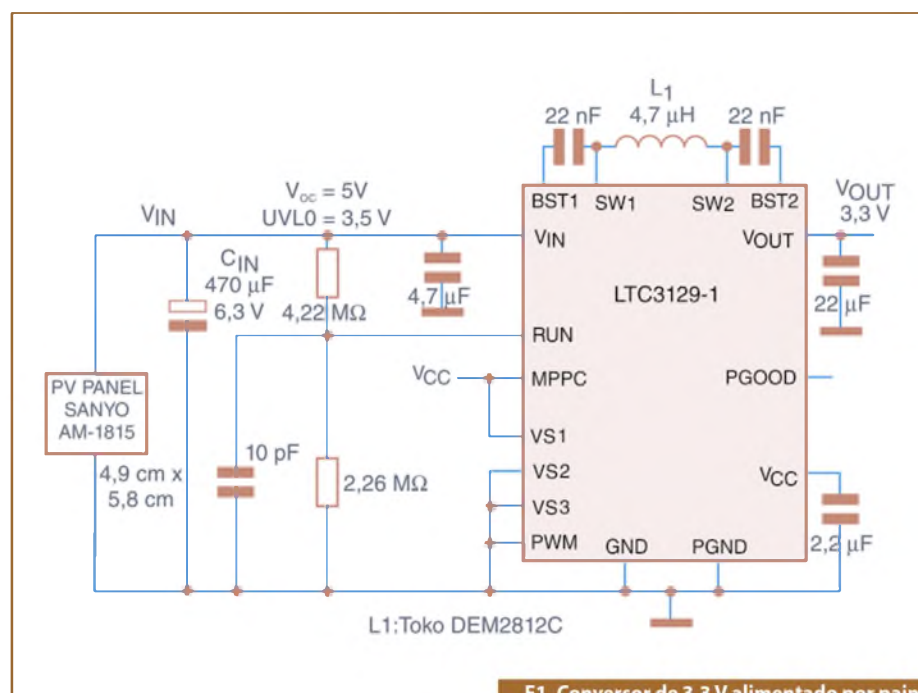 L1
22 nF 4,7 µH 22 nF
Voc = 5V
UVL0 = 3,5 V
VIN
BST1 SW1 SW2 BST2
VOUT
3,3 V
VIN VOUT
CIN
470 µF
6,3 V
4,22 MΩ
4,7 µF
LTC3129-1
22 µF
RUN
VCC
MPPC PGOOD
PV PANEL
SANYO
AM-1815
VS1
10 pF
4,9 cm x
5,8 cm
2,26 MΩ
VS2
VCC
VS3
PWM GND PGND
2,2 µF
L1:Toko DEM2812C